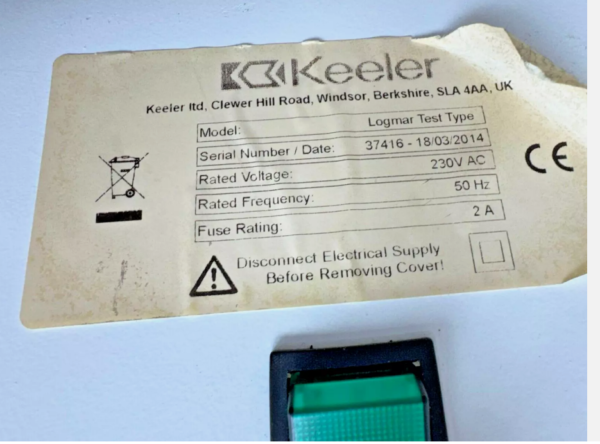 Keeler
Keeler ltd, Clewer Hill Road, Windsor, Berkshire, SLA 4AA, UK
Model: Logmar Test Type
Serial Number / Date: 37416 - 18/03/2014
Rated Voltage: 230V AC
Rated Frequency: 50 Hz
Fuse Rating: 2 A
CE
Disconnect Electrical Supply
Before Removing Cover!